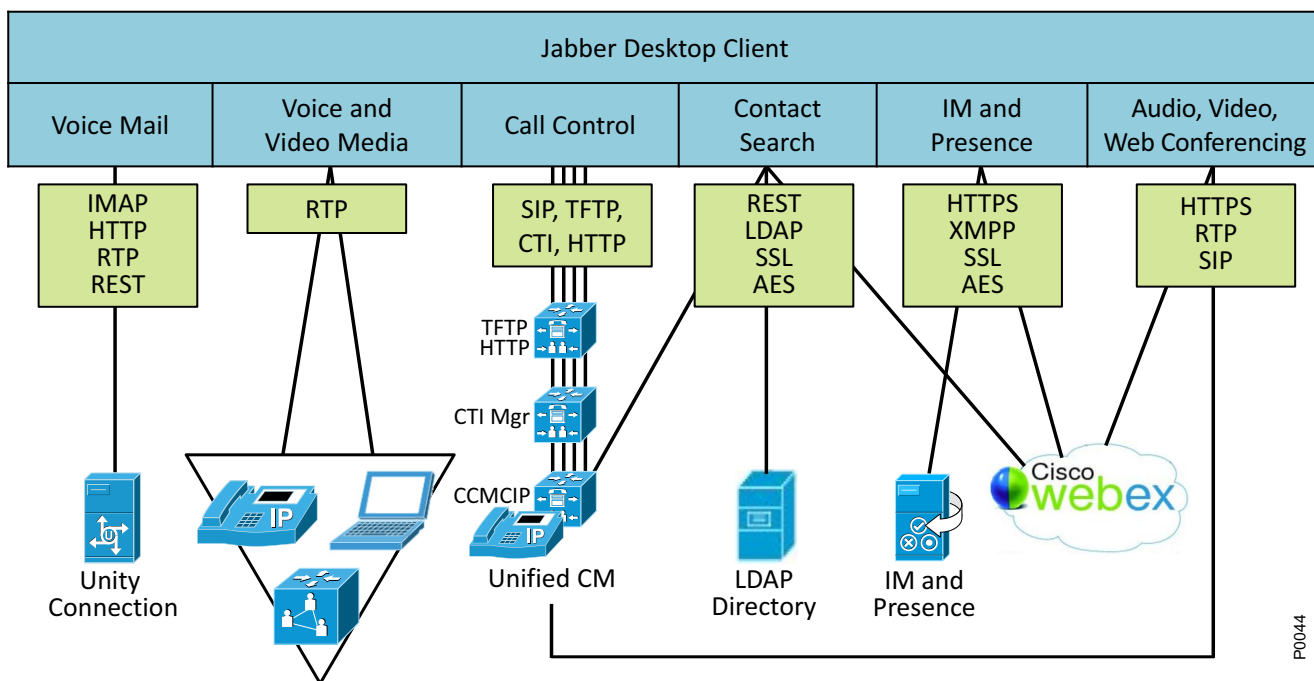 Jabber Desktop Client
Voice Mail
Voice and
Video Media
Call Control
Contact
Search
IM and
Presence
Audio, Video,
Web Conferencing
IMAP
HTTP
RTP
REST
RTP
SIP, TFTP,
CTI, HTTP
REST
LDAP
SSL
AES
HTTPS
XMPP
SSL
AES
HTTPS
RTP
SIP
TFTP
HTTP
CTI Mgr
CCMCIP
IP
IP
U
Cisco
webex
Unity
Connection
Unified CM
LDAP
Directory
IM and
Presence
P0044